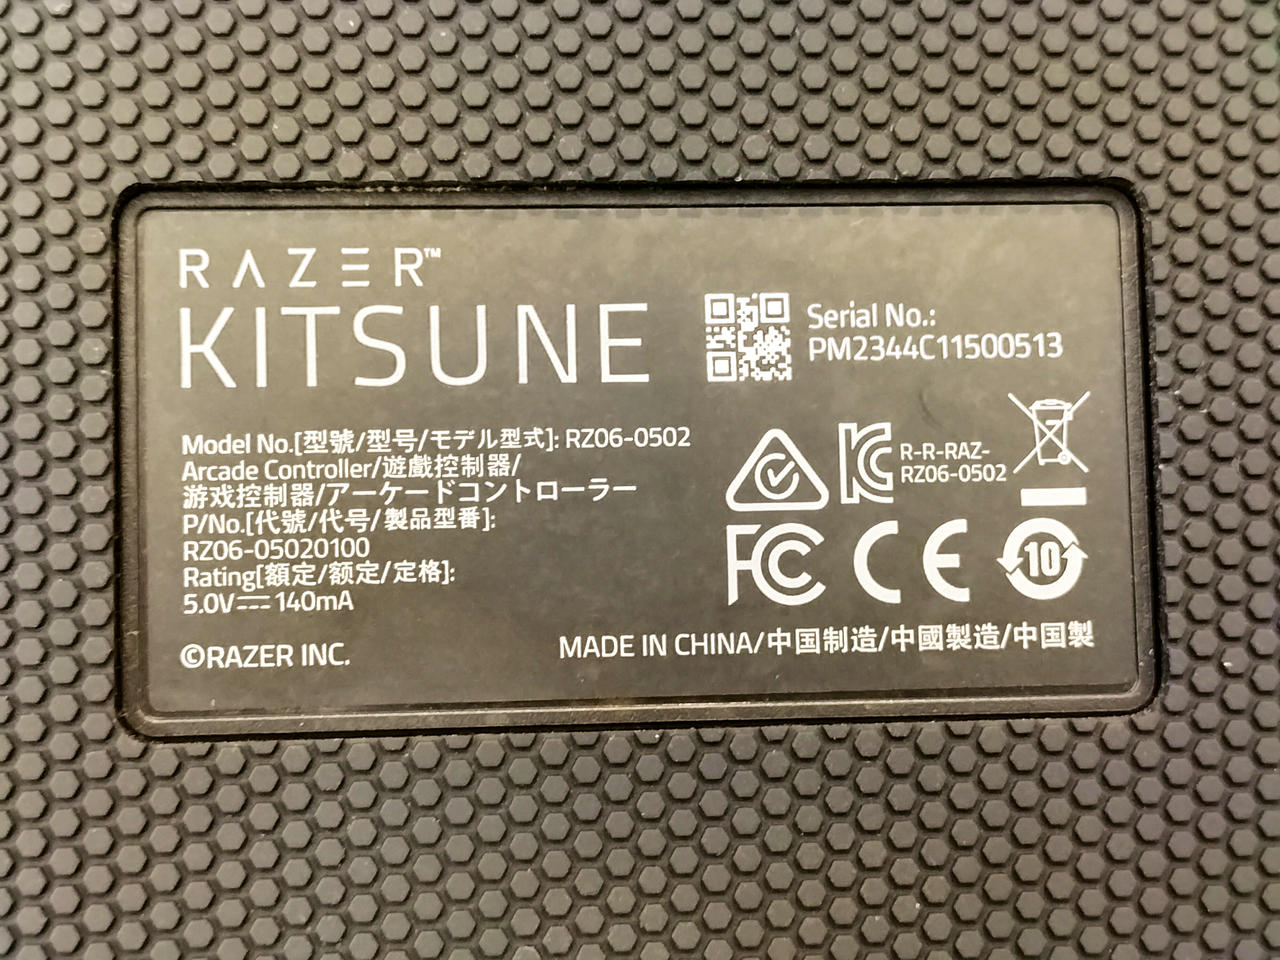 RAZER™
KITSUNE
Serial No.:
PM2344C11500513
Model No.[型號/型号/モデル型式]: RZ06-0502
Arcade Controller/遊戲控制器/
游戏控制器/アーケードコントローラー
P/No.[代號/代号/製品型番]:
RZ06-05020100
Rating[額定/额定/定格]:
5.0V⎓140mA
R-R-RAZ-
RZ06-0502
FC CE 10
©RAZER INC.
MADE IN CHINA/中国制造/中國製造/中国製